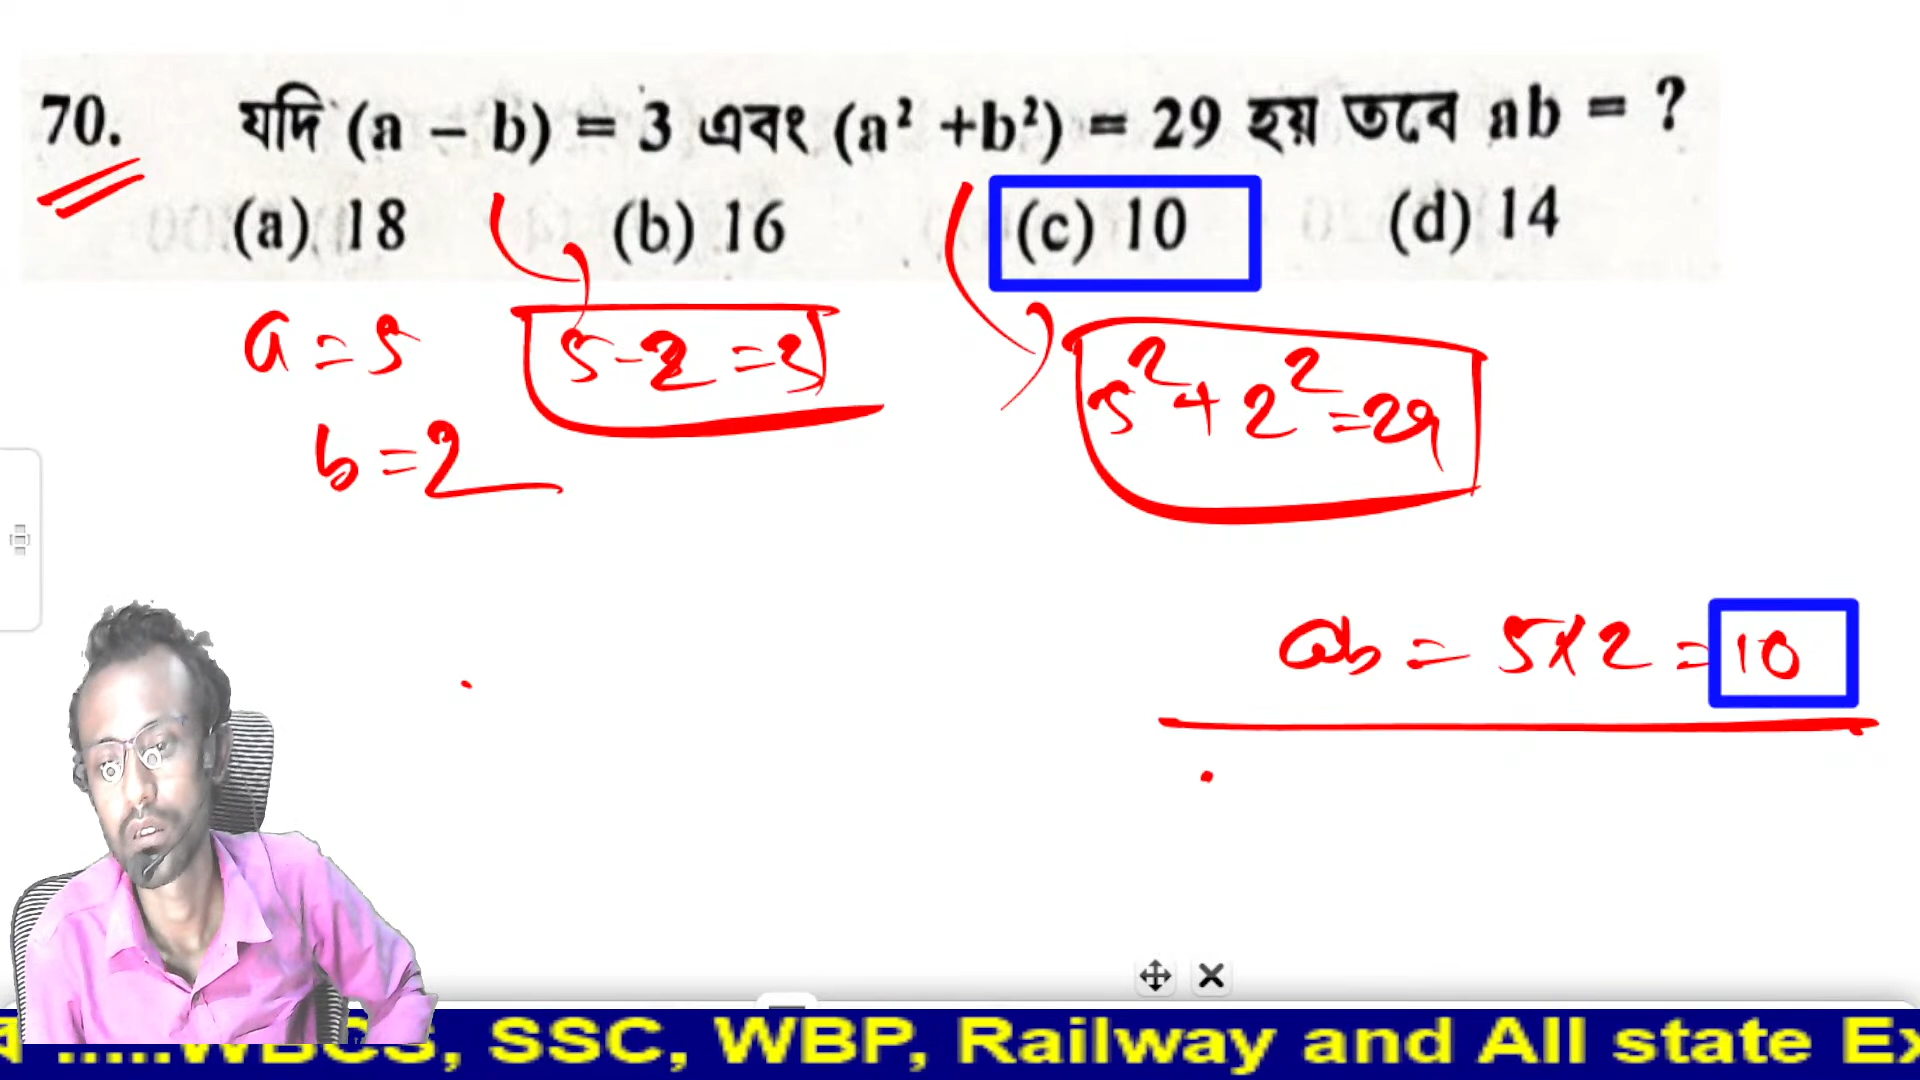 70. যদি (a – b) = 3 এবং (a² +b²) = 29 হয় তবে ab = ?
(a) 18 (b) 16 (c) 10 (d) 14
a = 5 5-2 = 3 5² + 2² = 29
b = 2
ab = 5 x 2 = 10
.....WBCS, SSC, WBP, Railway and All state Ex